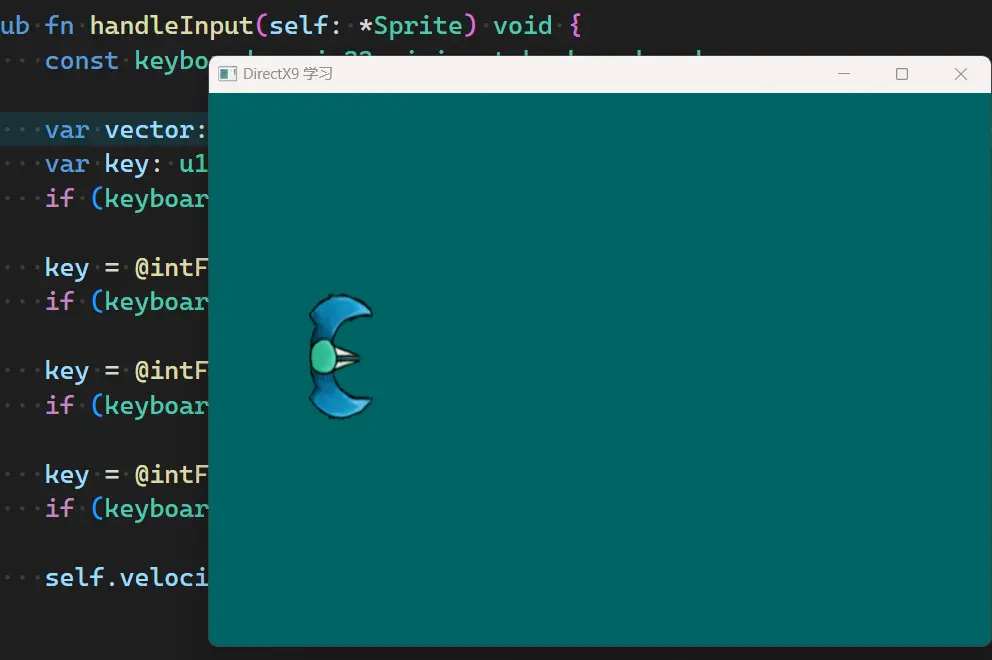 ub fn handleInput(self: *Sprite) void {
const keybo
DirectX9 学习
var vector:
var key: u1
if (keyboar
key = @intF
if (keyboar
key = @intF
if (keyboar
key = @intF
if (keyboar
self.veloci